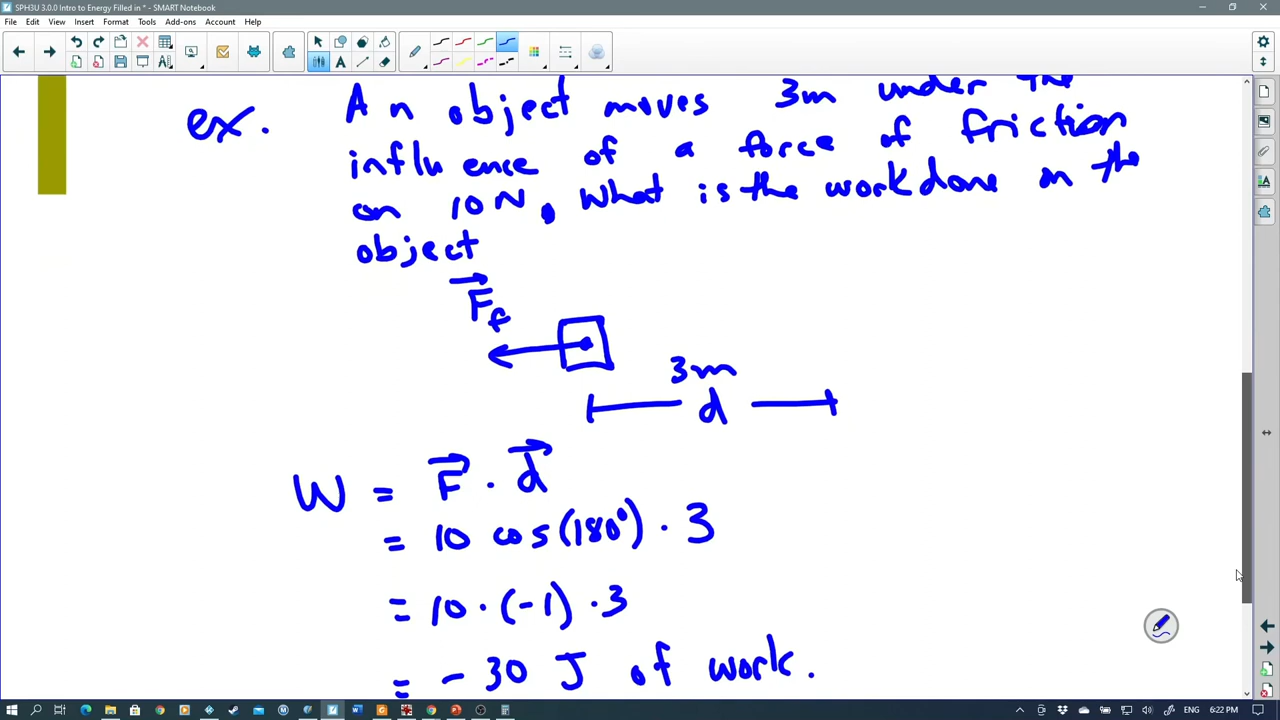 SPH3U 3.0.0 Intro to Energy Filled in * - SMART Notebook
File Edit View Insert Format Tools Add-ons Account Help
ex. An object moves 3m under the
influence of a force of friction
on 10N. What is the work done on the
object
F f
3m
d
W = F · d
= 10 cos(180°) · 3
= 10 · (-1) · 3
= - 30 J of work.
ENG 6:22 PM